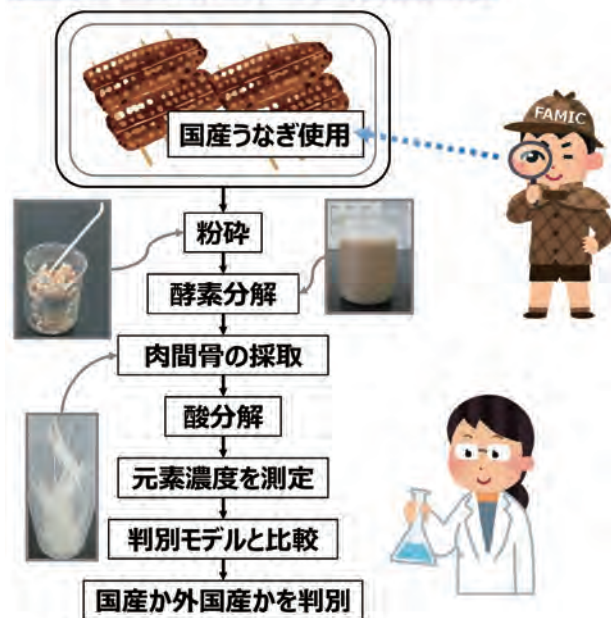 国産うなぎ使用
FAMIC
粉砕
酵素分解
肉間骨の採取
酸分解
元素濃度を測定
判別モデルと比較
国産か外国産かを判別